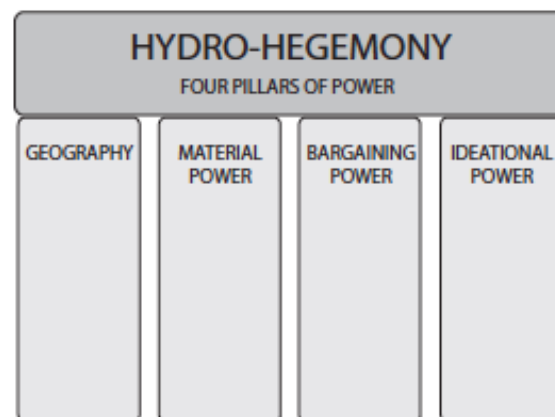 HYDRO-HEGEMONY
FOUR PILLARS OF POWER
GEOGRAPHY
MATERIAL
POWER
BARGAINING
POWER
IDEATIONAL
POWER